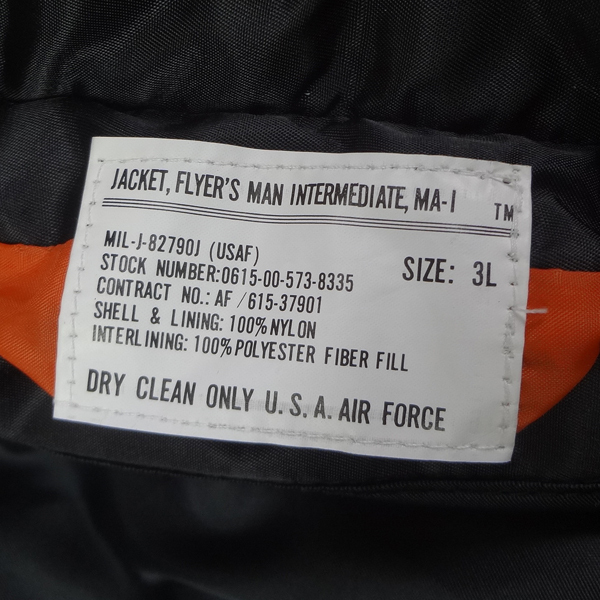 JACKET, FLYER'S MAN INTERMEDIATE, MA-I TM
MIL-J-82790J (USAF)
STOCK NUMBER:0615-00-573-8335
SIZE: 3L
CONTRACT NO.: AF/615-37901
SHELL & LINING: 100% NYLON
INTERLINING: 100% POLYESTER FIBER FILL
DRY CLEAN ONLY U.S.A. AIR FORCE